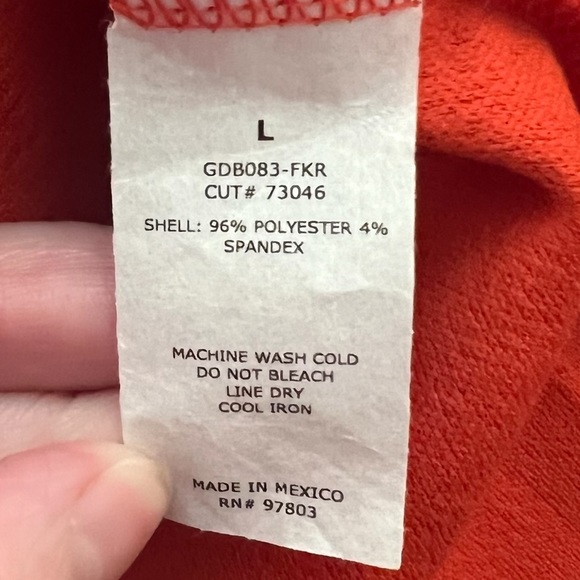 L
GDB083-FKR
CUT# 73046
SHELL: 96% POLYESTER 4%
SPANDEX
MACHINE WASH COLD
DO NOT BLEACH
LINE DRY
COOL IRON
MADE IN MEXICO
RN# 97803